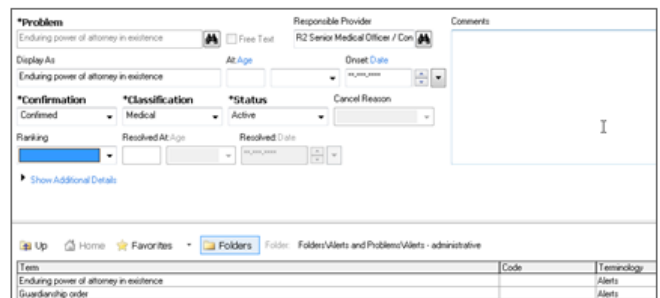 *Problem Responsible Provider Comments
Enduring power of attorney in existence Free Text R2 Senior Medical Officer / Con
Display As At: Age Onset: Date
Enduring power of attorney in existence **-***-****
*Confirmation *Classification *Status Cancel Reason
Confirmed Medical Active
Ranking Resolved At: Age Resolved: Date
**-***-****
Show Additional Details
Up Home Favorites Folders Folder: Folders\Alerts and Problems\Alerts - administrative
Term Code Terminology
Enduring power of attorney in existence Alerts
Guardianship order Alerts